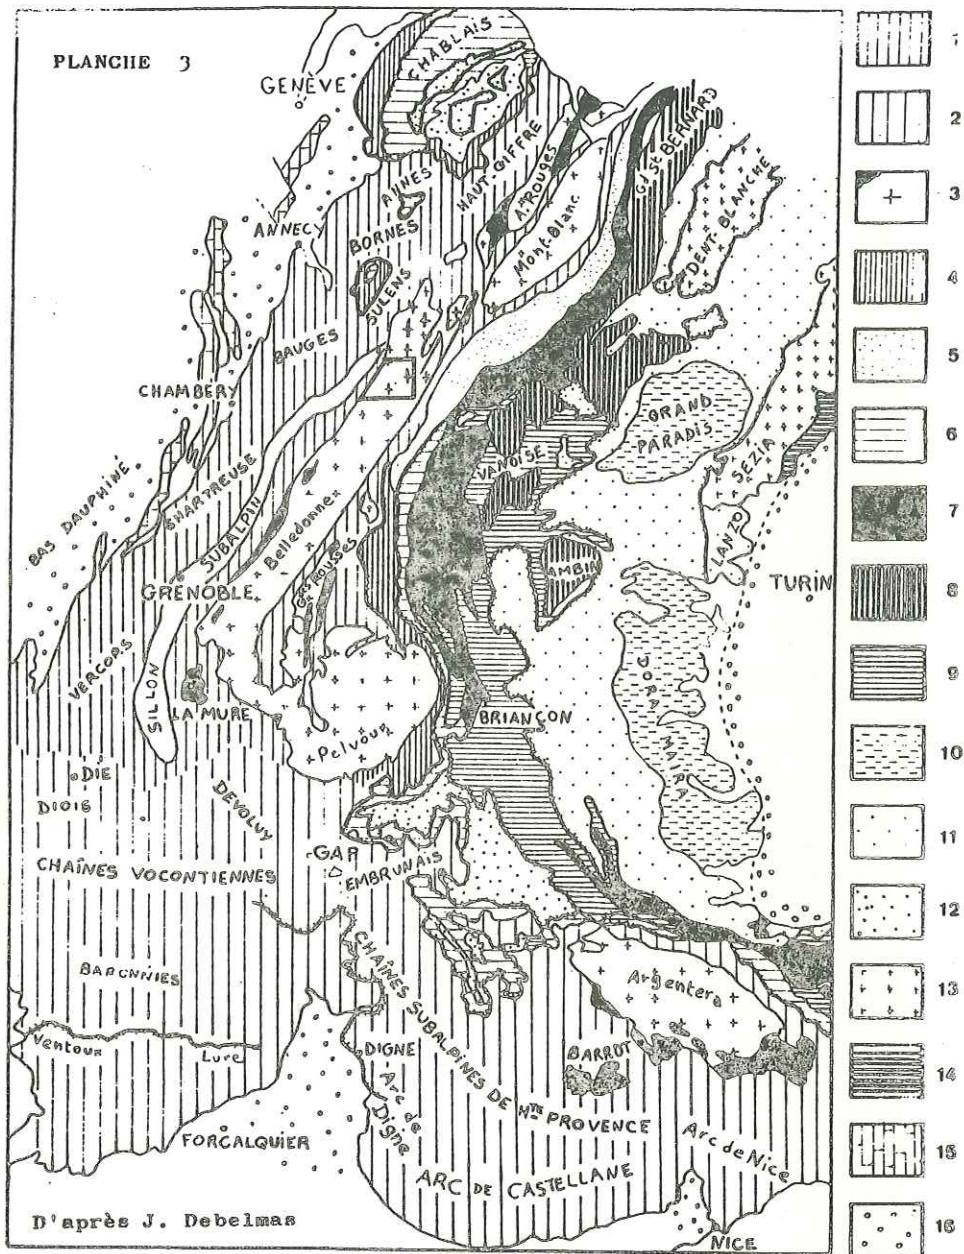 PLANCHE 3
GENÈVE
CHABLAIS
HAUT-GIFFRE
Alles ROUGES
Mont-Blanc
Gd St BERNARD
DENT-BLANCHE
ANNES
ANNECY
BORNES
SULENS
BAUGES
CHAMBÉRY
BAS DAUPHINÉ
CHARTREUSE
SUBALPIN
Belledonne
GRENOBLE
VANOISE
GRAND PARADIS
SEZIA
LANZO
AMBIN
TURIN
VERCORS
SILLON
LA MURE
Pelvoux
BRIANÇON
DORA MAIRA
DIE
DIOIS
DEVOLUY
CHAÎNES VOCONTIENNES
GAP
EMBRUNAIS
BARONNIES
CHAÎNES SUBALPINES DE Hte PROVENCE
Argentera
Ventoux
Lure
DIGNE
BARROT
Arc de Digne
FORCALQUIER
Arc de Nice
ARC DE CASTELLANE
D'après J. Debelmas
NICE
1
2
3
4
5
6
7
8
9
10
11
12
13
14
15
16